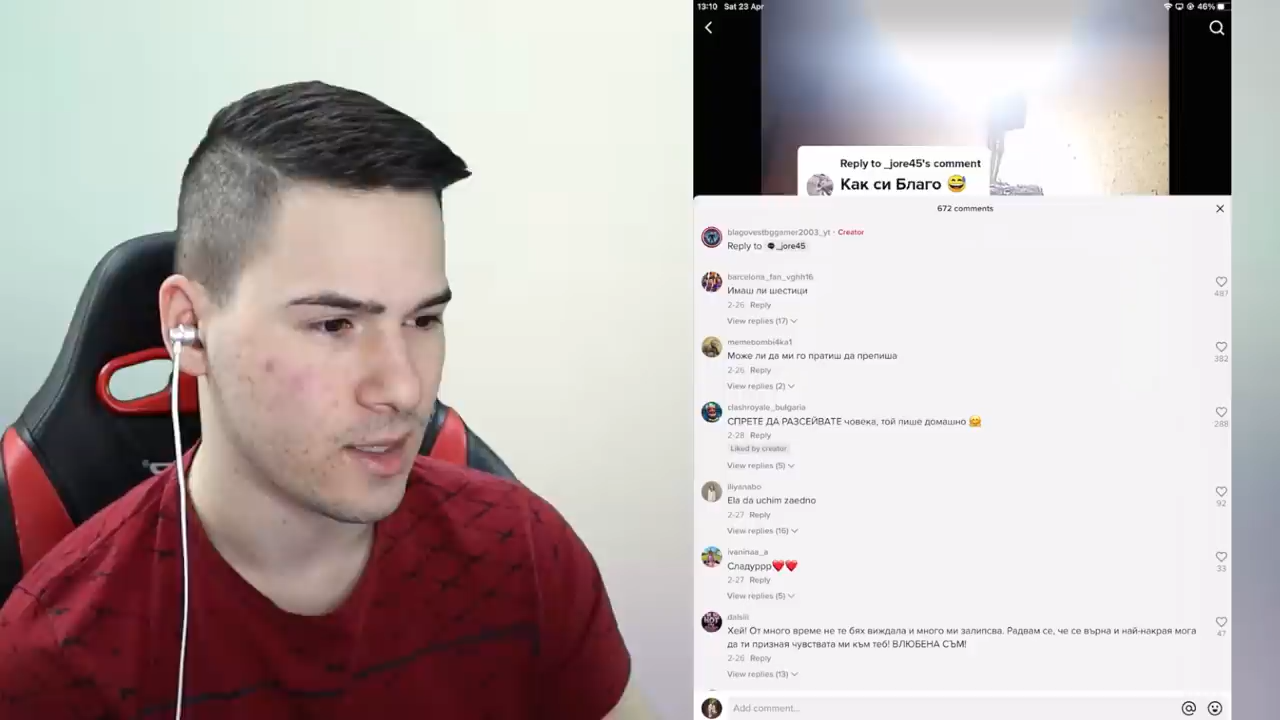 13:10 Sat 23 Apr
46%
Reply to _jore45's comment
Как си Благо 😅
672 comments
blagovestbggamer2003_yt · Creator
Reply to _jore45
barcelona_fan_vghh16
Имаш ли шестици
2-26 Reply
487
View replies (17)
memebombi4ka1
Може ли да ми го пратиш да препиша
2-26 Reply
382
View replies (2)
clashroyale_bulgaria
СПРЕТЕ ДА РАЗСЕЙВАТЕ човека, той пише домашно 🤗
2-28 Reply
288
Liked by creator
View replies (5)
iliyanabo
Ela da uchim zaedno
2-27 Reply
92
View replies (16)
ivaninaa_a
Сладуррр❤️❤️
2-27 Reply
33
View replies (5)
dalsiii
Хей! От много време не те бях виждала и много ми залипсва. Радвам се, че се върна и най-накрая мога
да ти призная чувствата ми към теб! ВЛЮБЕНА СЪМ!
47
2-26 Reply
View replies (13)
Add comment...